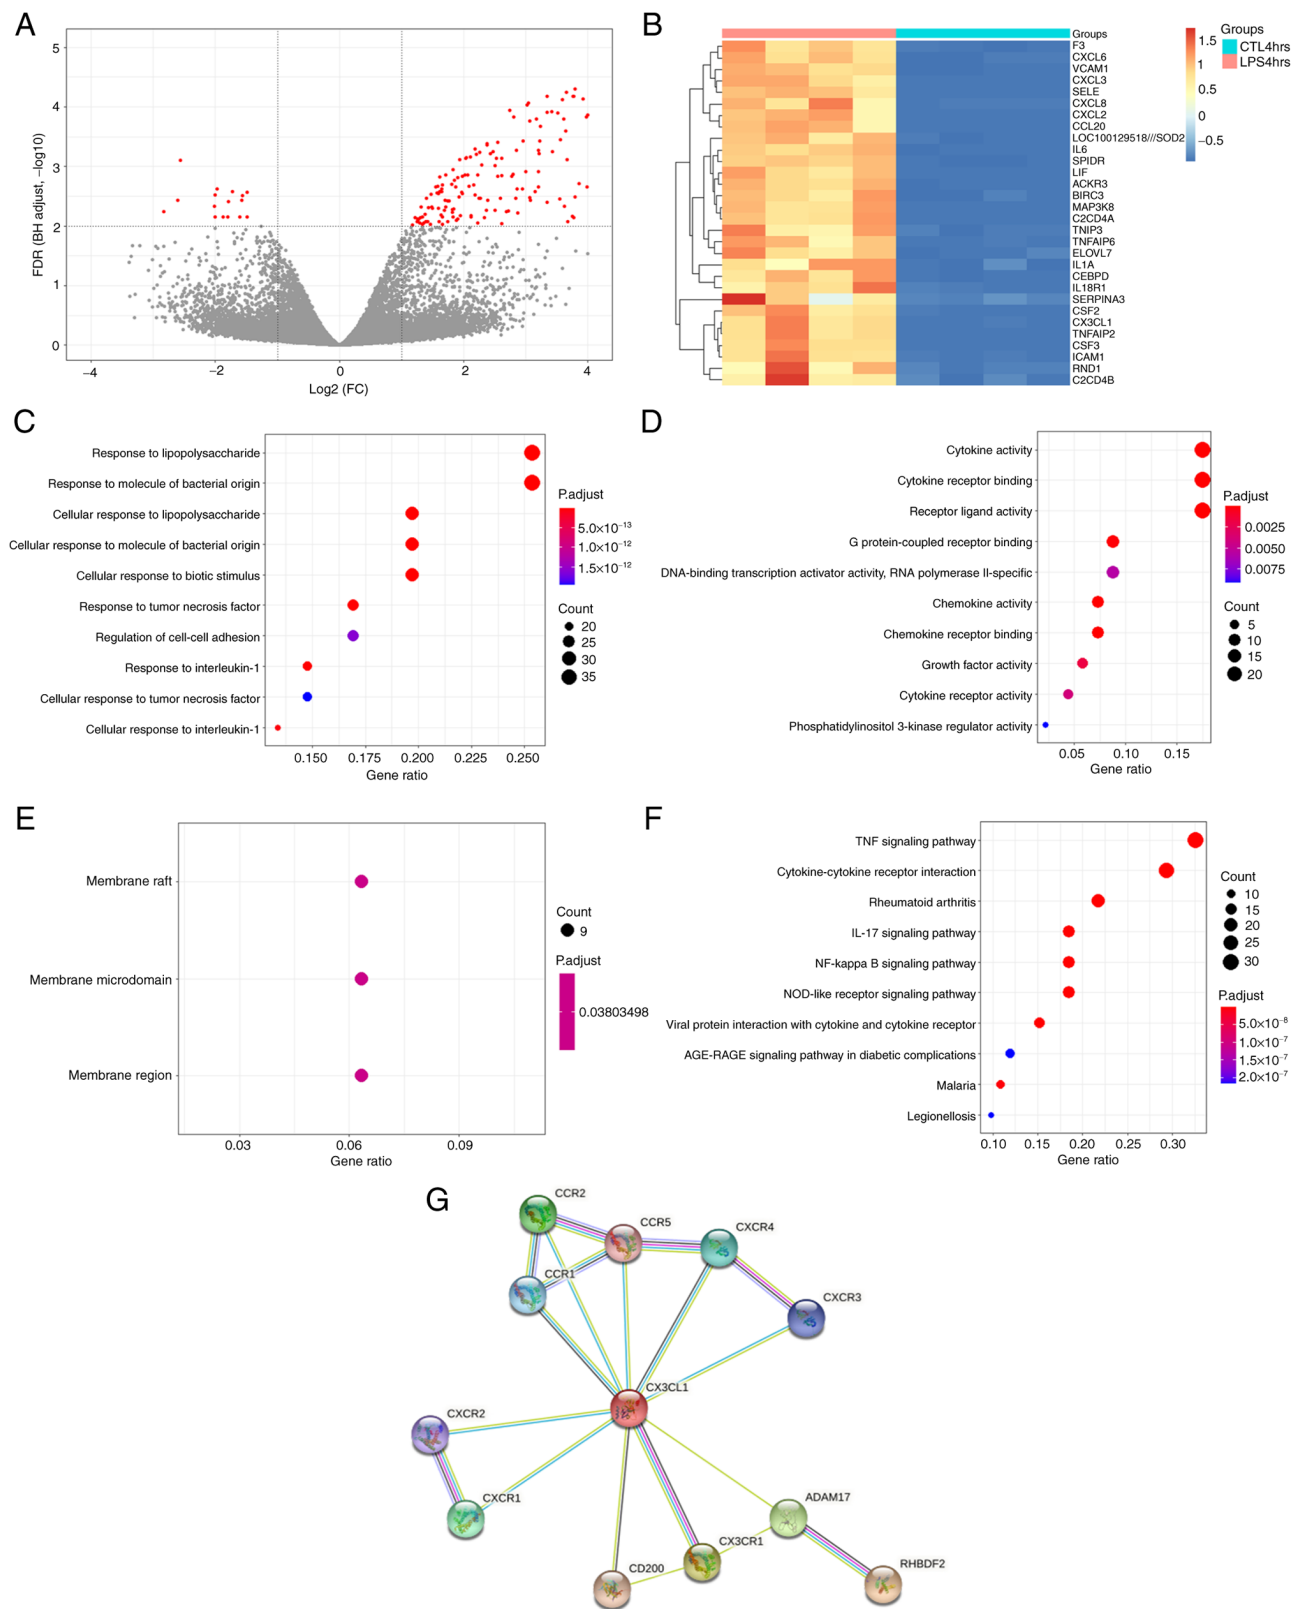 A
FDR (BH adjust, −log10)
5
4
3
2
1
0
−4
−2
0
2
4
Log2 (FC)
B
Groups
F3
CXCL6
VCAM1
CXCL3
SELE
CXCL8
CXCL2
CCL20
LOC100129518///SOD2
IL6
SPIDR
LIF
ACKR3
BIRC3
MAP3K8
C2CD4A
TNIP3
TNFAIP6
ELOVL7
IL1A
CEBPD
IL18R1
SERPINA3
CSF2
CX3CL1
TNFAIP2
CSF3
ICAM1
RND1
C2CD4B
1.5
1
0.5
0
−0.5
Groups
CTL4hrs
LPS4hrs
C
Response to lipopolysaccharide
Response to molecule of bacterial origin
Cellular response to lipopolysaccharide
Cellular response to molecule of bacterial origin
Cellular response to biotic stimulus
Response to tumor necrosis factor
Regulation of cell-cell adhesion
Response to interleukin-1
Cellular response to tumor necrosis factor
Cellular response to interleukin-1
0.150
0.175
0.200
0.225
0.250
Gene ratio
P.adjust
5.0×10⁻¹³
1.0×10⁻¹²
1.5×10⁻¹²
Count
20
25
30
35
D
Cytokine activity
Cytokine receptor binding
Receptor ligand activity
G protein-coupled receptor binding
DNA-binding transcription activator activity, RNA polymerase II-specific
Chemokine activity
Chemokine receptor binding
Growth factor activity
Cytokine receptor activity
Phosphatidylinositol 3-kinase regulator activity
0.05
0.10
0.15
Gene ratio
P.adjust
0.0025
0.0050
0.0075
Count
5
10
15
20
E
Membrane raft
Membrane microdomain
Membrane region
0.03
0.06
0.09
Gene ratio
Count
9
P.adjust
0.03803498
F
TNF signaling pathway
Cytokine-cytokine receptor interaction
Rheumatoid arthritis
IL-17 signaling pathway
NF-kappa B signaling pathway
NOD-like receptor signaling pathway
Viral protein interaction with cytokine and cytokine receptor
AGE-RAGE signaling pathway in diabetic complications
Malaria
Legionellosis
0.10
0.15
0.20
0.25
0.30
Gene ratio
Count
10
15
20
25
30
P.adjust
5.0×10⁻⁸
1.0×10⁻⁷
1.5×10⁻⁷
2.0×10⁻⁷
G
CCR2
CCR5
CXCR4
CCR1
CXCR3
CX3CL1
CXCR2
CXCR1
ADAM17
CX3CR1
CD200
RHBDF2